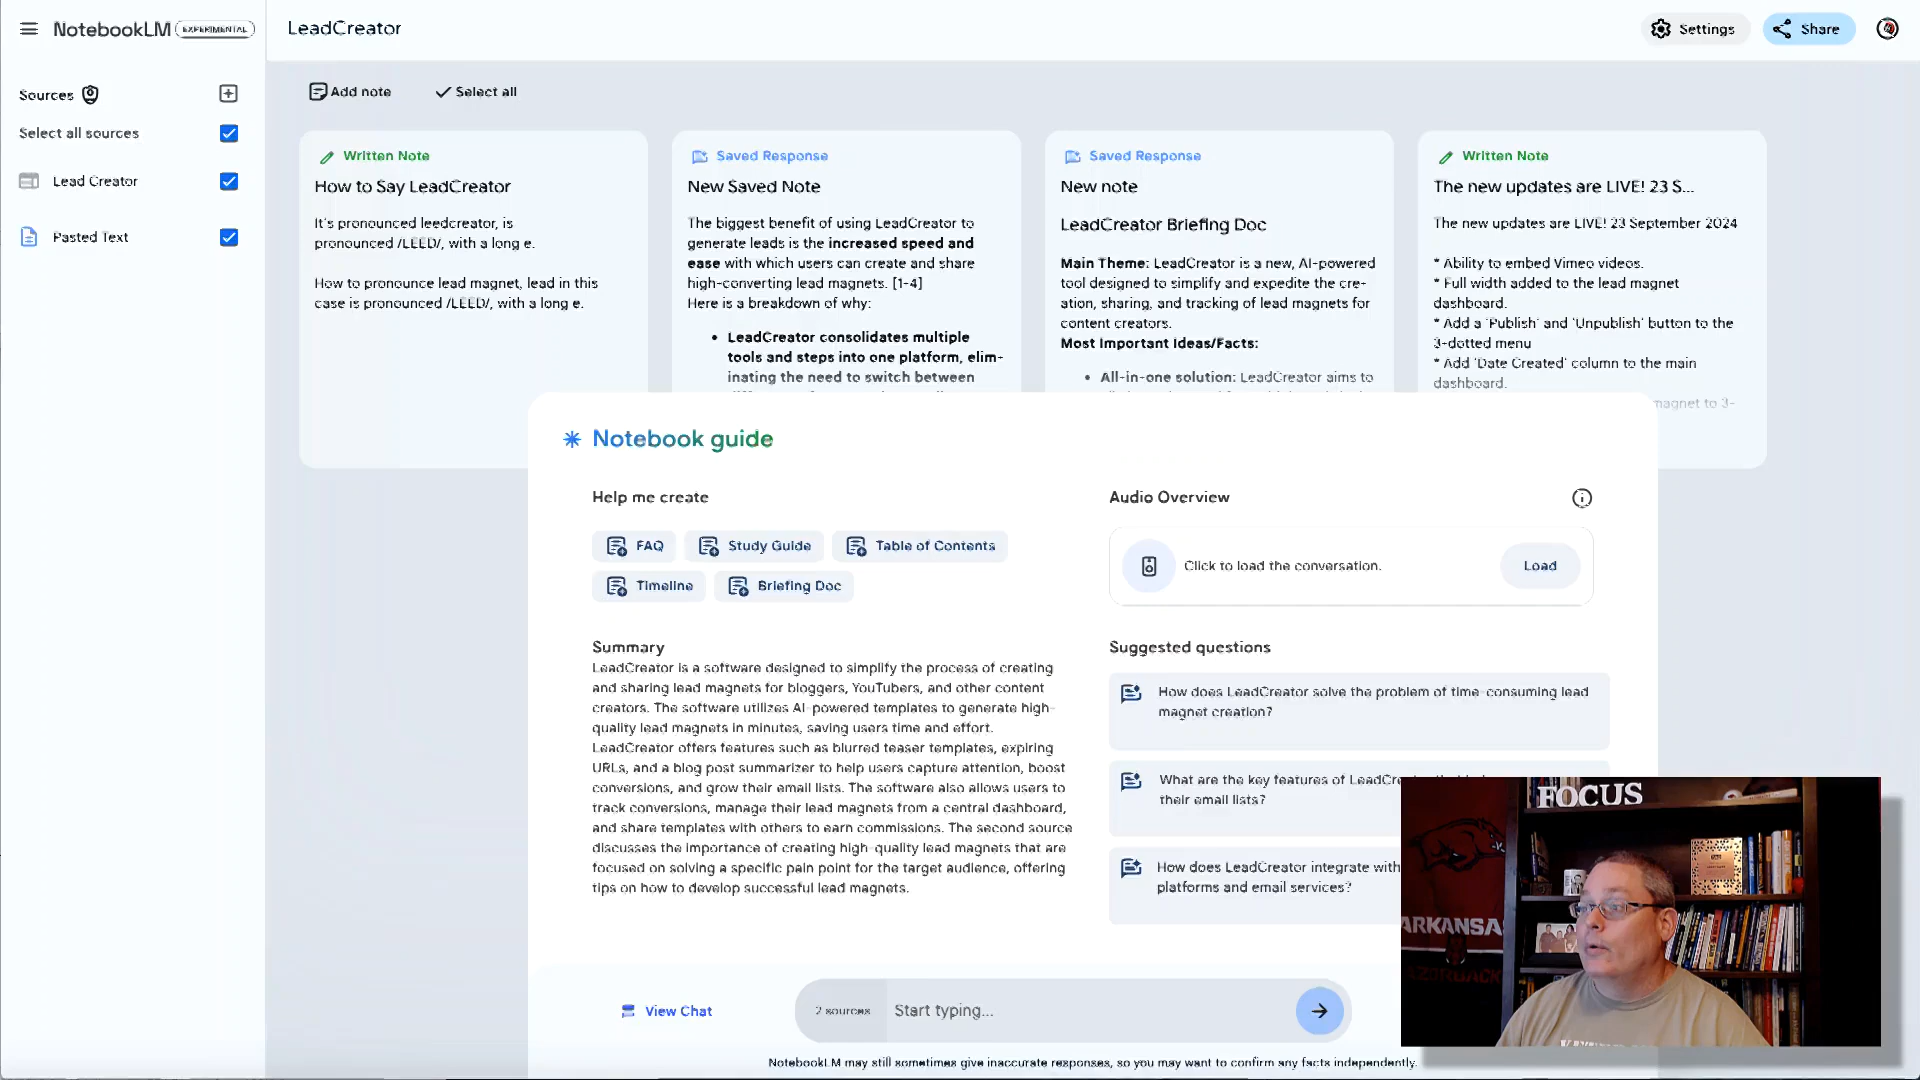 NotebookLM EXPERIMENTAL
LeadCreator
Settings
Share
Sources
Select all sources
Lead Creator
Pasted Text
Add note
Select all
Written Note
How to Say LeadCreator
It's pronounced leedcreator, is
pronounced /LEED/, with a long e.
How to pronounce lead magnet, lead in this
case is pronounced /LEED/, with a long e.
Saved Response
New Saved Note
The biggest benefit of using LeadCreator to
generate leads is the increased speed and
ease with which users can create and share
high-converting lead magnets. [1-4]
Here is a breakdown of why:
• LeadCreator consolidates multiple
tools and steps into one platform, elim-
inating the need to switch between
Saved Response
New note
LeadCreator Briefing Doc
Main Theme: LeadCreator is a new, AI-powered
tool designed to simplify and expedite the cre-
ation, sharing, and tracking of lead magnets for
content creators.
Most Important Ideas/Facts:
• All-in-one solution: LeadCreator aims to
Written Note
The new updates are LIVE! 23 S...
The new updates are LIVE! 23 September 2024
* Ability to embed Vimeo videos.
* Full width added to the lead magnet
dashboard.
* Add a 'Publish' and 'Unpublish' button to the
3-dotted menu
* Add 'Date Created' column to the main
dashboard.
magnet to 3-
Notebook guide
Help me create
FAQ
Study Guide
Table of Contents
Timeline
Briefing Doc
Summary
LeadCreator is a software designed to simplify the process of creating
and sharing lead magnets for bloggers, YouTubers, and other content
creators. The software utilizes AI-powered templates to generate high-
quality lead magnets in minutes, saving users time and effort.
LeadCreator offers features such as blurred teaser templates, expiring
URLs, and a blog post summarizer to help users capture attention, boost
conversions, and grow their email lists. The software also allows users to
track conversions, manage their lead magnets from a central dashboard,
and share templates with others to earn commissions. The second source
discusses the importance of creating high-quality lead magnets that are
focused on solving a specific pain point for the target audience, offering
tips on how to develop successful lead magnets.
Audio Overview
Click to load the conversation.
Load
Suggested questions
How does LeadCreator solve the problem of time-consuming lead
magnet creation?
What are the key features of LeadCre
their email lists?
How does LeadCreator integrate with
platforms and email services?
FOCUS
ARKANSAS
View Chat
2 sources
Start typing...
NotebookLM may still sometimes give inaccurate responses, so you may want to confirm any facts independently.